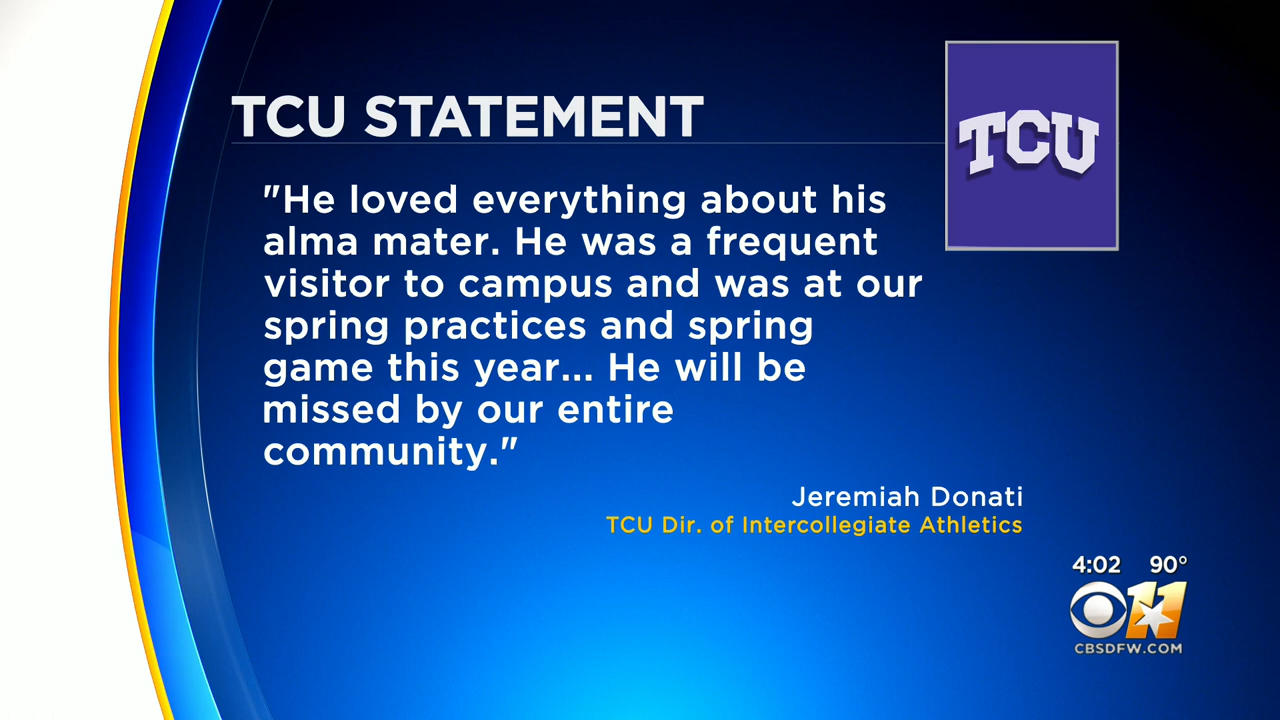 TCU STATEMENT
TCU
"He loved everything about his
alma mater. He was a frequent
visitor to campus and was at our
spring practices and spring
game this year... He will be
missed by our entire
community."
Jeremiah Donati
TCU Dir. of Intercollegiate Athletics
4:02 90°
11
CBSDFW.COM